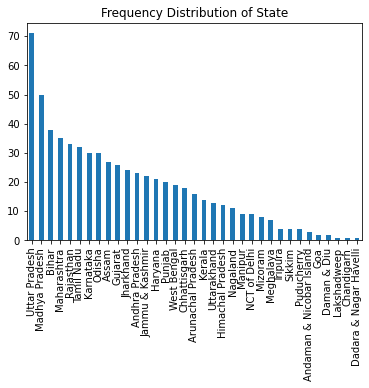 Frequency Distribution of State
70
60
50
40
30
20
10
0
Uttar Pradesh
Madhya Pradesh
Bihar
Maharashtra
Rajasthan
Tamil Nadu
Karnataka
Odisha
Assam
Gujarat
Jharkhand
Andhra Pradesh
Jammu & Kashmir
Haryana
Punjab
West Bengal
Chhattisgarh
Arunachal Pradesh
Kerala
Uttarakhand
Himachal Pradesh
Nagaland
Manipur
NCT of Delhi
Mizoram
Meghalaya
Tripura
Sikkim
Puducherry
Andaman & Nicobar Island
Goa
Daman & Diu
Lakshadweep
Chandigarh
Dadara & Nagar Havelli